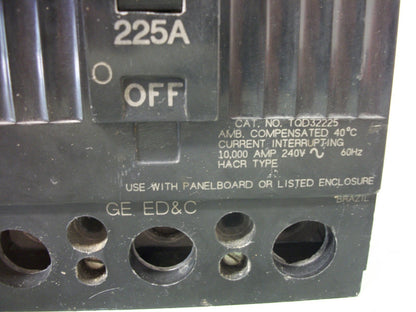 225A
OFF
CAT. NO. TQD32225
AMB. COMPENSATED 40°C
CURRENT INTERRUPTING
10,000 AMP 240V ∿ 60Hz
HACR TYPE
USE WITH PANELBOARD OR LISTED ENCLOSURE
GE ED&C
BRAZIL